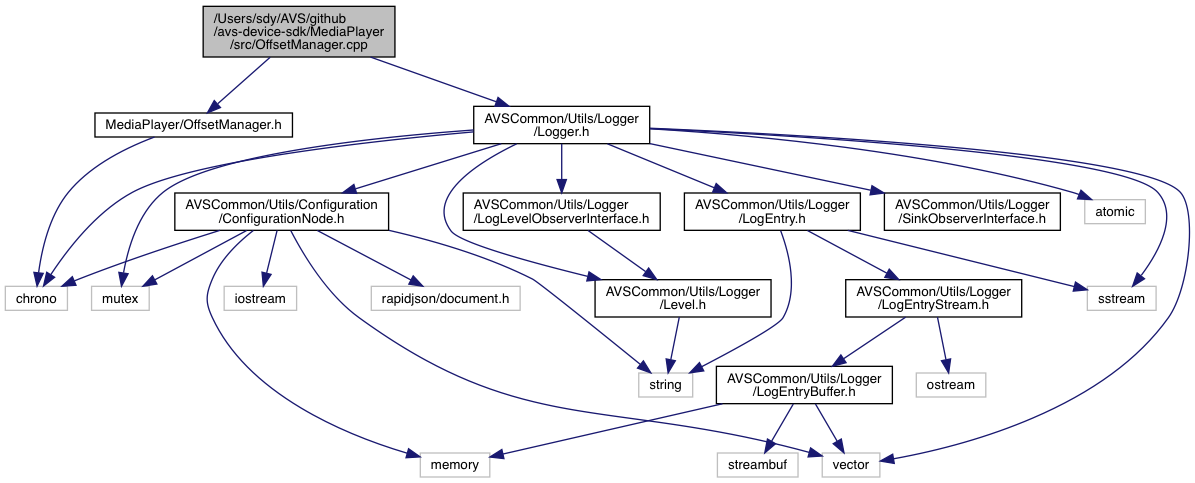 /Users/sdy/AVS/github
/avs-device-sdk/MediaPlayer
/src/OffsetManager.cpp
MediaPlayer/OffsetManager.h
AVSCommon/Utils/Logger
/Logger.h
AVSCommon/Utils/Configuration
/ConfigurationNode.h
AVSCommon/Utils/Logger
/LogLevelObserverInterface.h
AVSCommon/Utils/Logger
/LogEntry.h
AVSCommon/Utils/Logger
/SinkObserverInterface.h
atomic
chrono
mutex
iostream
rapidjson/document.h
AVSCommon/Utils/Logger
/Level.h
AVSCommon/Utils/Logger
/LogEntryStream.h
sstream
string
AVSCommon/Utils/Logger
/LogEntryBuffer.h
ostream
memory
streambuf
vector